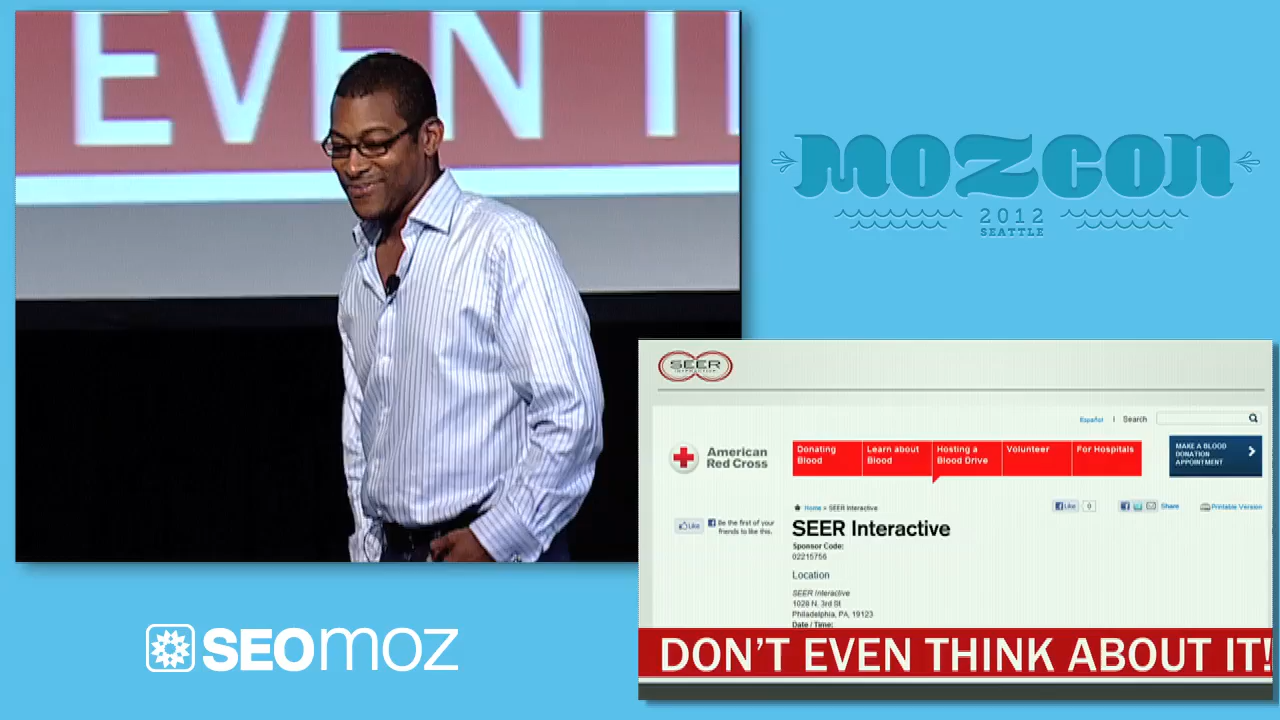 EVEN T
MOZCON
2012
SEATTLE
SEER
INTERACTIVE
Español | Search
American
Red Cross
Donating
Blood
Learn about
Blood
Hosting a
Blood Drive
Volunteer
For Hospitals
MAKE A BLOOD
DONATION
APPOINTMENT
Home » SEER Interactive
Like 0
Share
Printable Version
Like
Be the first of your
friends to like this.
SEER Interactive
Sponsor Code:
02215756
Location
SEER Interactive
1028 N. 3rd St
Philadelphia, PA, 19123
Date / Time:
DON'T EVEN THINK ABOUT IT!
SEOmoz